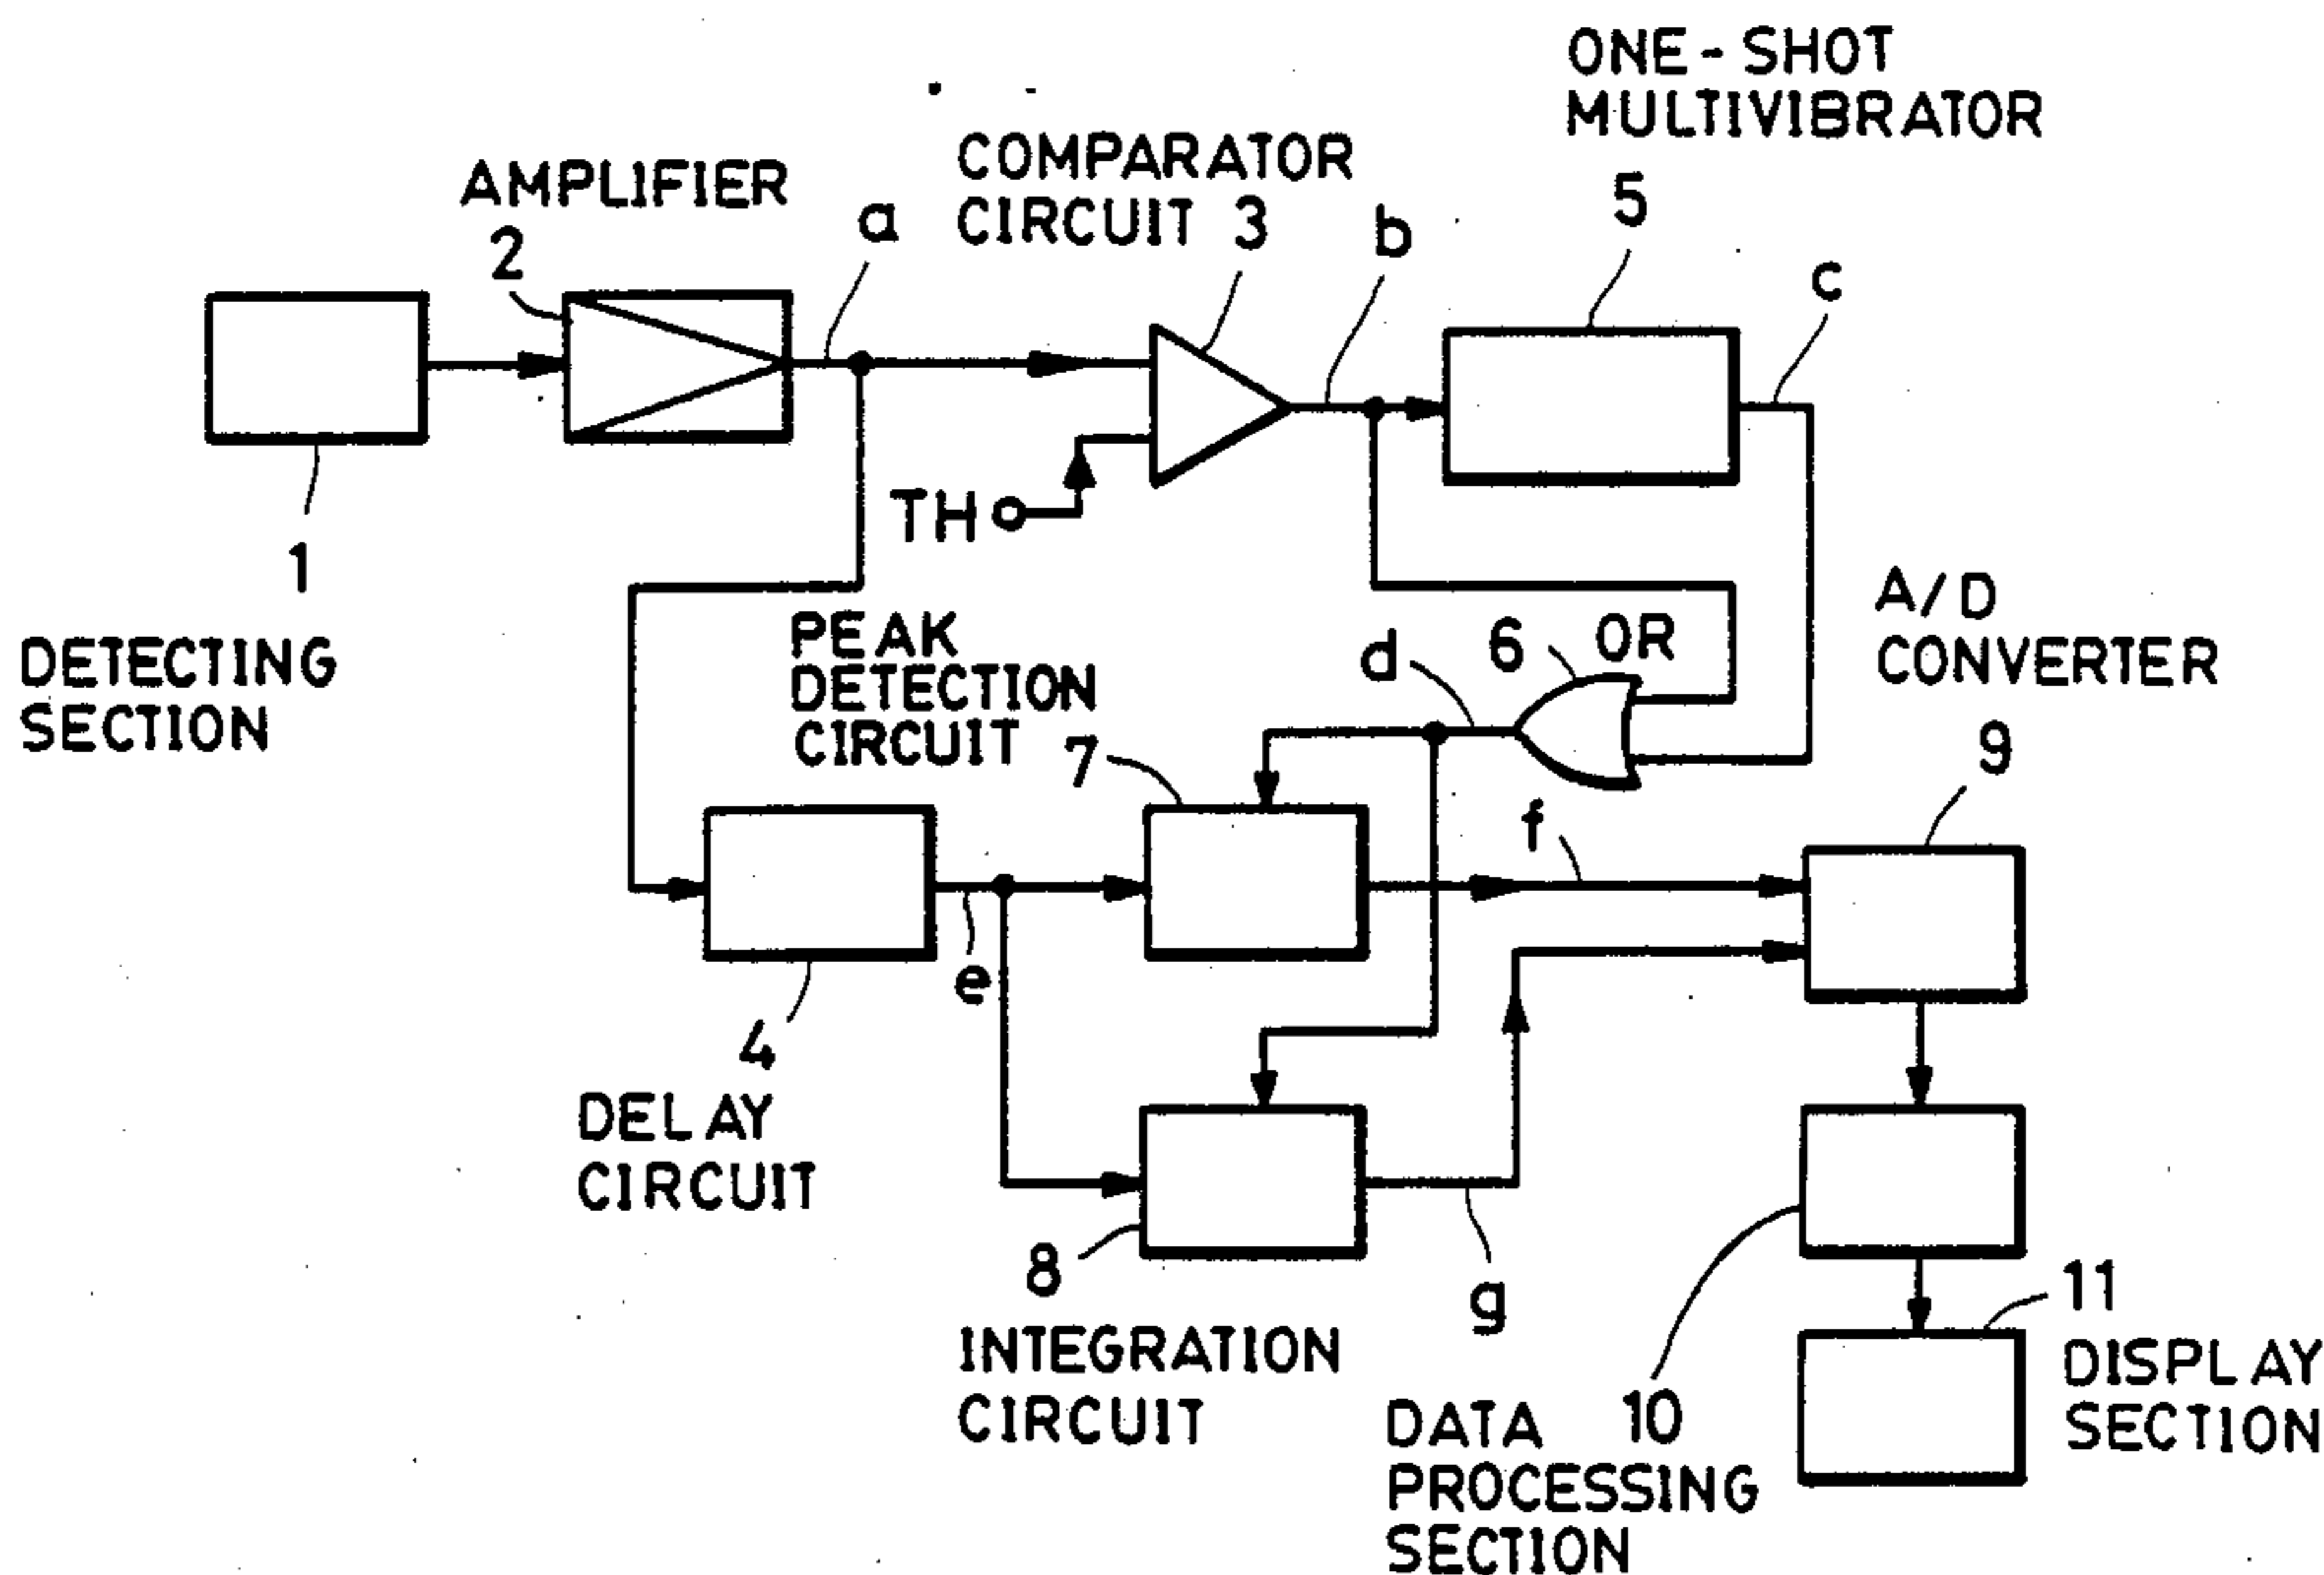 ONE-SHOT
MULTIVIBRATOR
5
COMPARATOR
CIRCUIT 3
AMPLIFIER
2
a
b
c
TH
1
DETECTING
SECTION
PEAK
DETECTION
CIRCUIT
7
d
6 OR
A/D
CONVERTER
9
f
e
4
DELAY
CIRCUIT
8
INTEGRATION
CIRCUIT
g
10
DATA
PROCESSING
SECTION
11
DISPLAY
SECTION